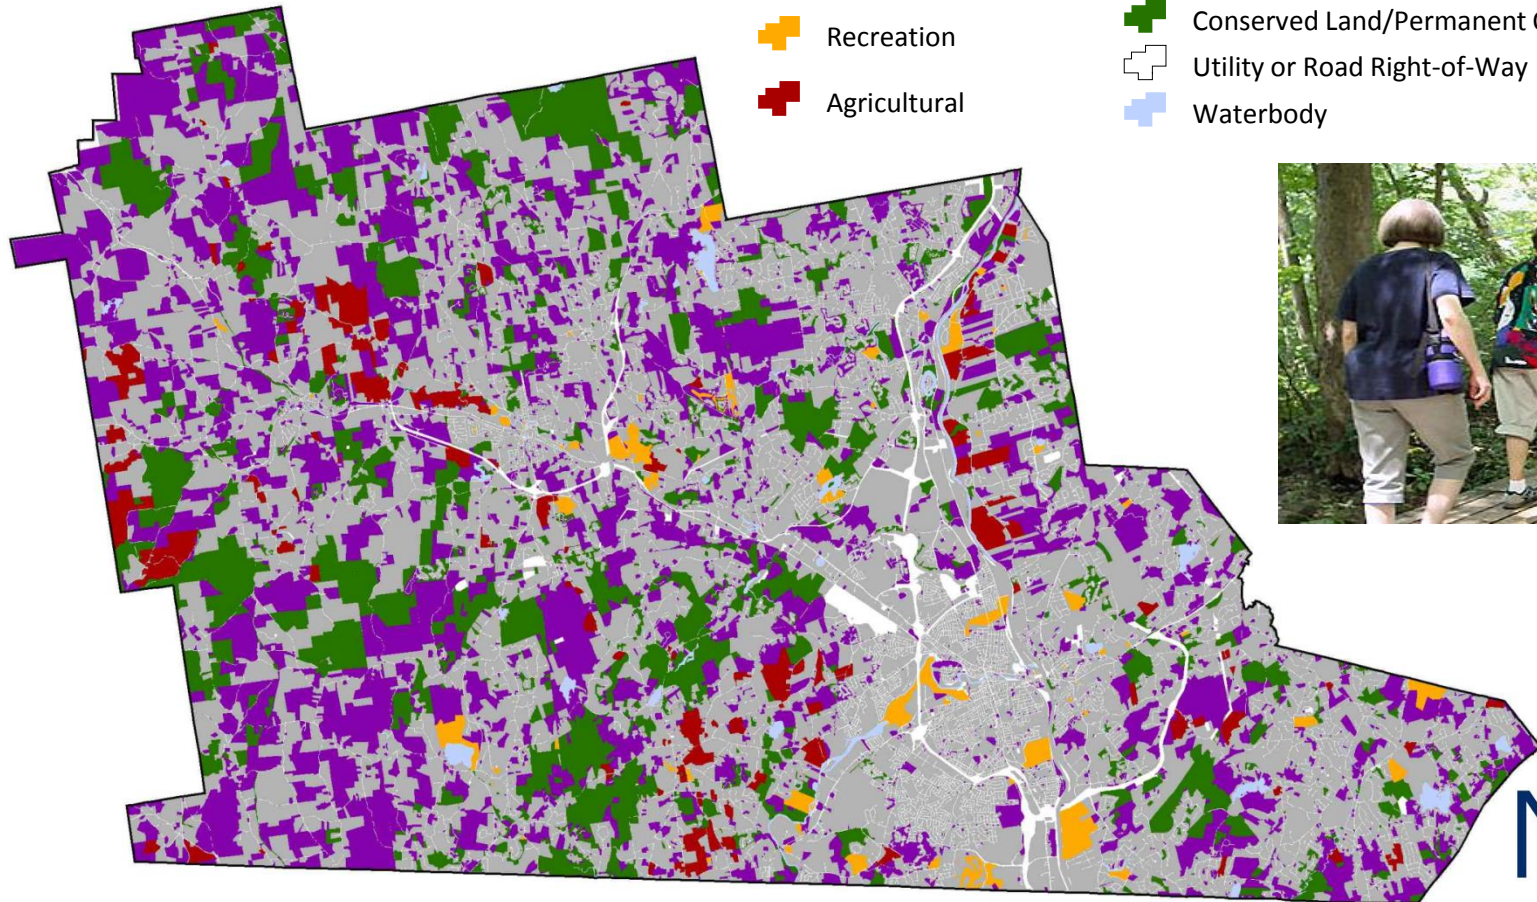 Recreation
Agricultural
Conserved Land/Permanent
Utility or Road Right-of-Way
Waterbody
N